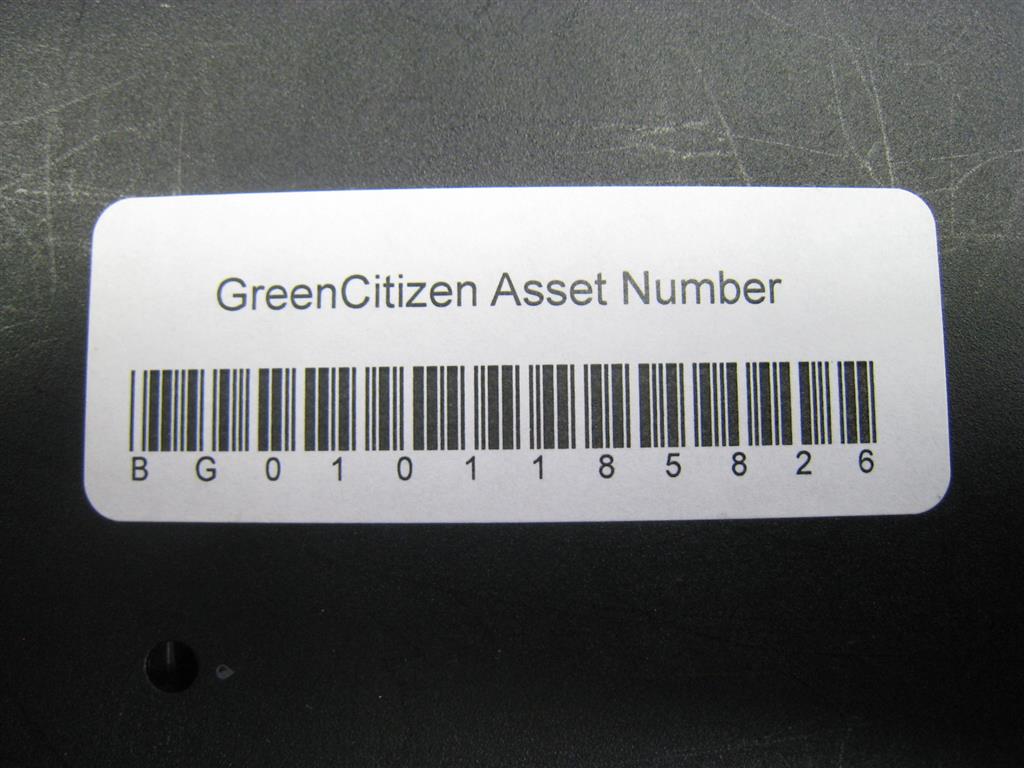 GreenCitizen Asset Number
B G 0 1 0 1 1 8 5 8 2 6